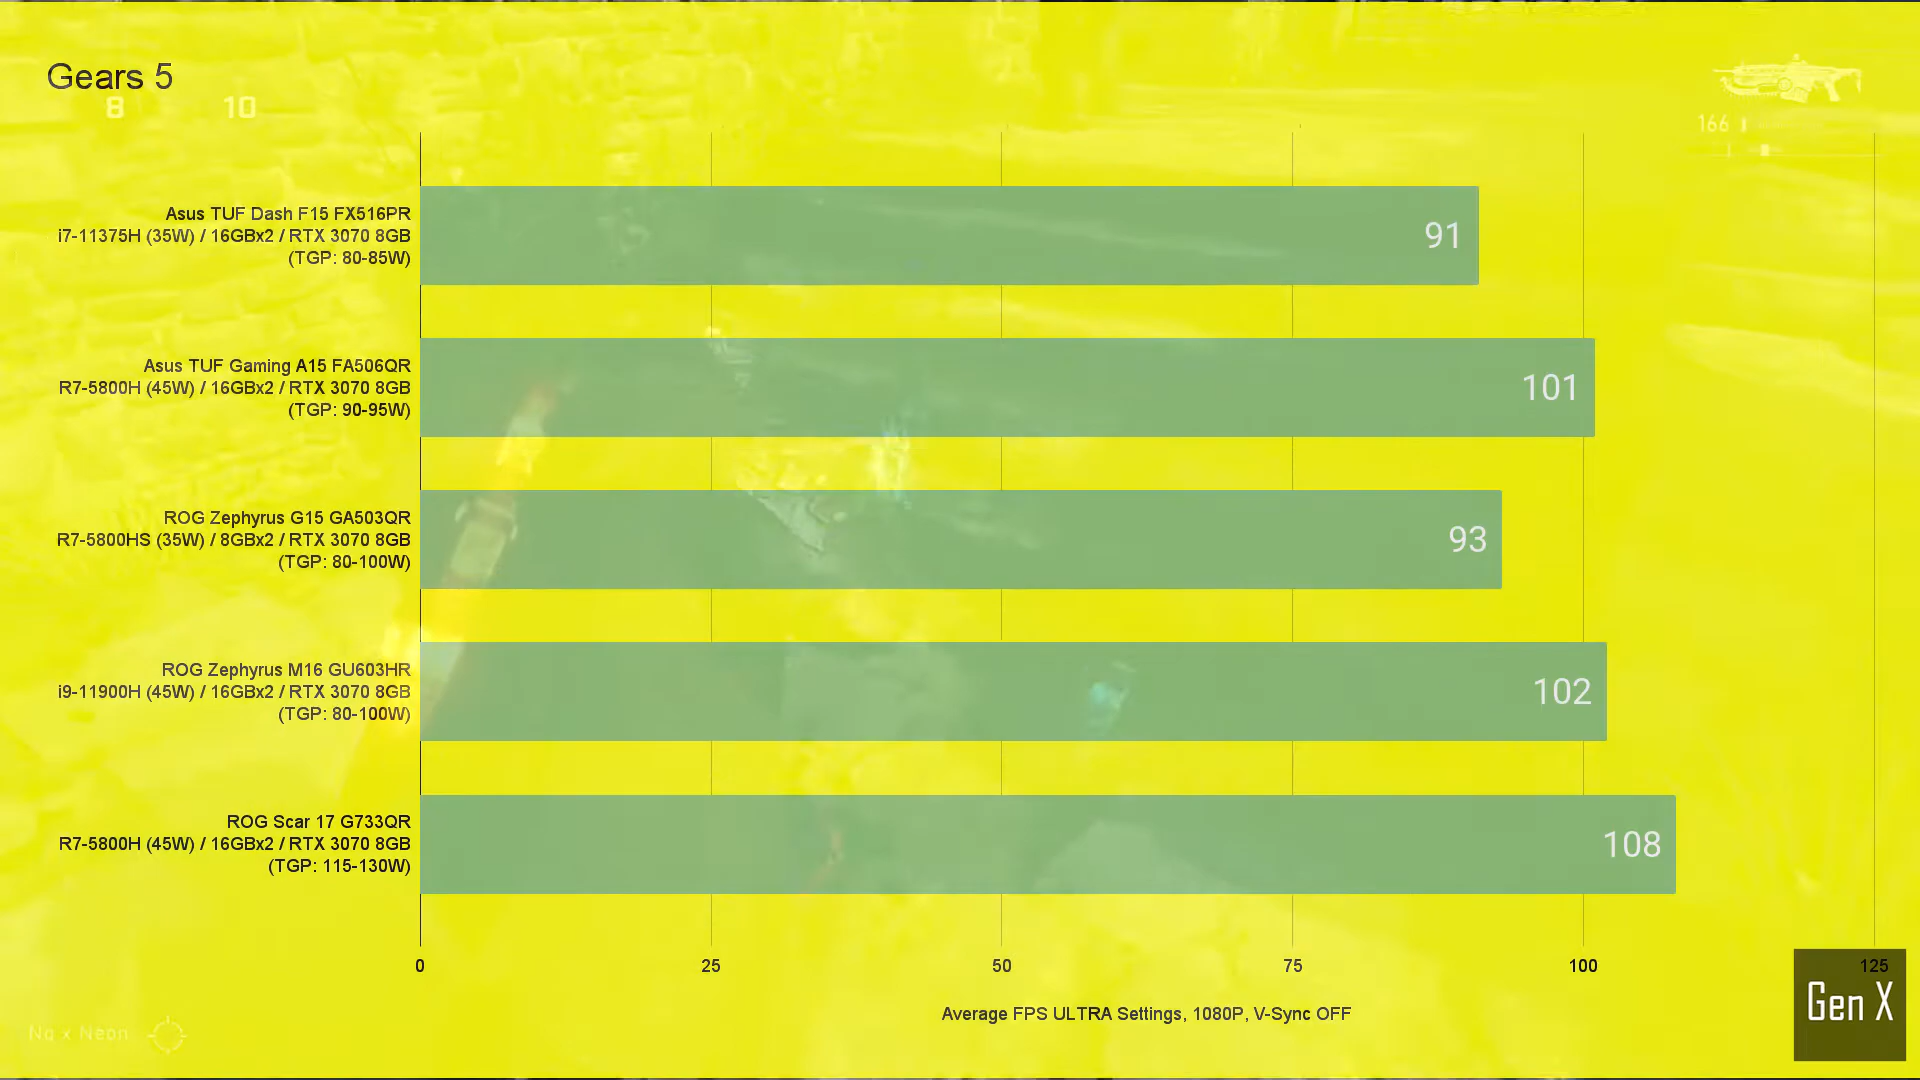 Gears 5
8 10
166
Asus TUF Dash F15 FX516PR
i7-11375H (35W) / 16GBx2 / RTX 3070 8GB
(TGP: 80-85W)
91
Asus TUF Gaming A15 FA506QR
R7-5800H (45W) / 16GBx2 / RTX 3070 8GB
(TGP: 90-95W)
101
ROG Zephyrus G15 GA503QR
R7-5800HS (35W) / 8GBx2 / RTX 3070 8GB
(TGP: 80-100W)
93
ROG Zephyrus M16 GU603HR
i9-11900H (45W) / 16GBx2 / RTX 3070 8GB
(TGP: 80-100W)
102
ROG Scar 17 G733QR
R7-5800H (45W) / 16GBx2 / RTX 3070 8GB
(TGP: 115-130W)
108
0 25 50 75 100 125
Average FPS ULTRA Settings, 1080P, V-Sync OFF
Gen X
x Neon